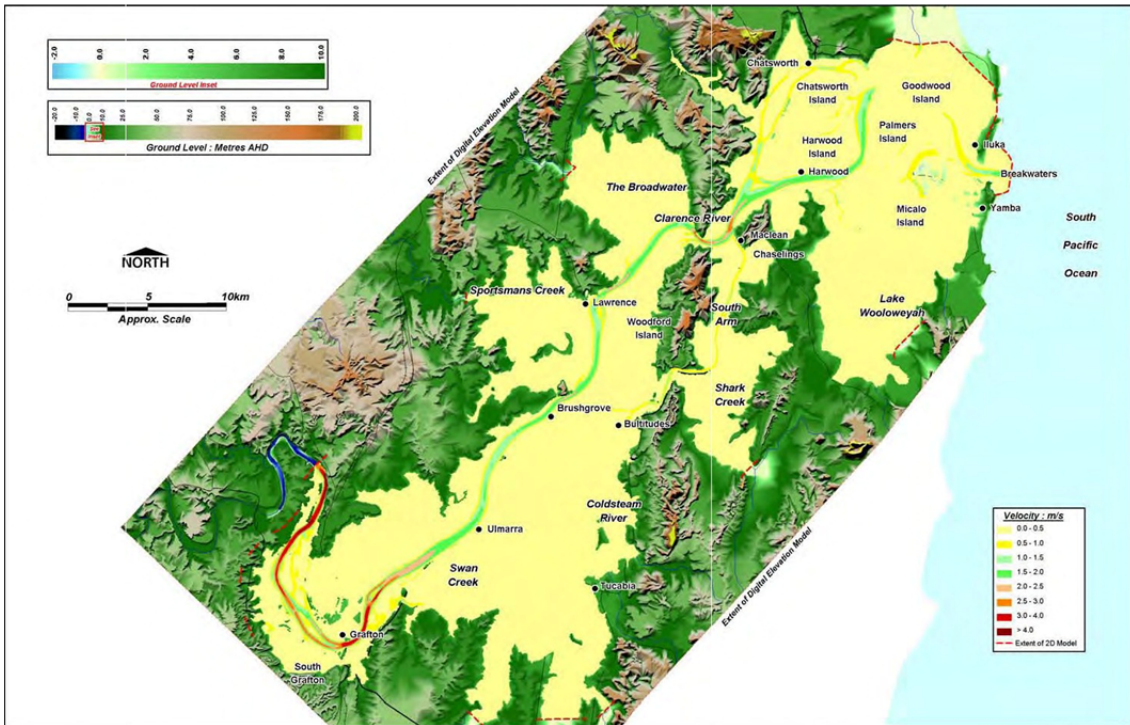 -2.0 0.0 2.0 4.0 6.0 8.0 10.0
Ground Level Inset
-20.0 -10.0 0.0 10.0 25.0 50.0 75.0 100.0 125.0 150.0 175.0 200.0
Ground Level : Metres AHD
Extent of Digital Elevation Model
NORTH
0 5 10km
Approx. Scale
Chatsworth
Chatsworth
Island
Goodwood
Island
Harwood
Island
Palmers
Island
Iluka
Harwood
Breakwaters
The Broadwater
Micalo
Island
Yamba
Clarence River
South
Pacific
Ocean
Maclean
Chaselings
Sportsmans Creek
Lawrence
South
Arm
Lake
Wooloweyah
Woodford
Island
Shark
Creek
Brushgrove
Bultitudes
Coldsteam
River
Ulmarra
Swan
Creek
Tucabia
Extent of Digital Elevation Model
Grafton
South
Grafton
Velocity : m/s
0.0 - 0.5
0.5 - 1.0
1.0 - 1.5
1.5 - 2.0
2.0 - 2.5
2.5 - 3.0
3.0 - 4.0
> 4.0
Extent of 2D Model